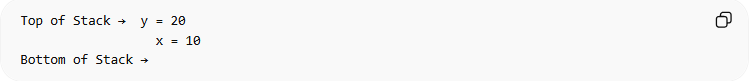 Top of Stack → y = 20
x = 10
Bottom of Stack →